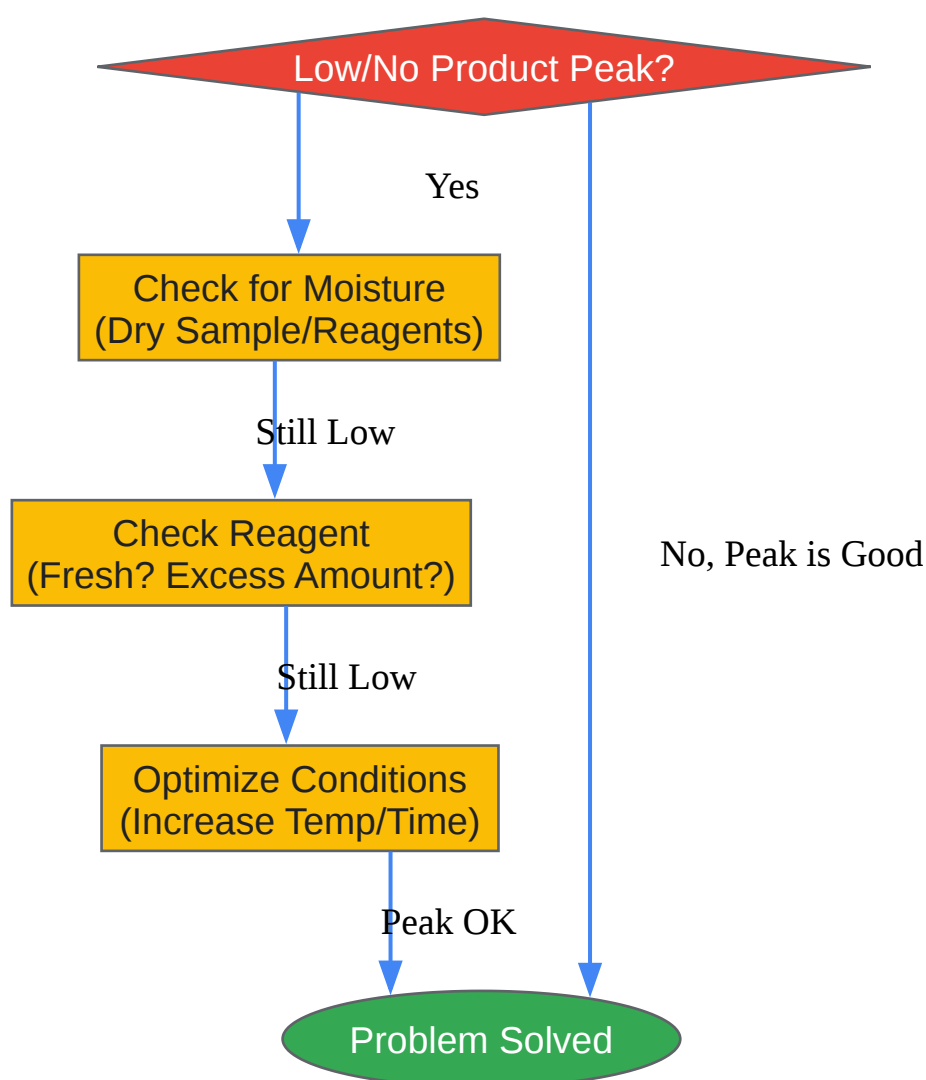 Low/No Product Peak?
Yes
Check for Moisture
(Dry Sample/Reagents)
Still Low
Check Reagent
(Fresh? Excess Amount?)
No, Peak is Good
Still Low
Optimize Conditions
(Increase Temp/Time)
Peak OK
Problem Solved